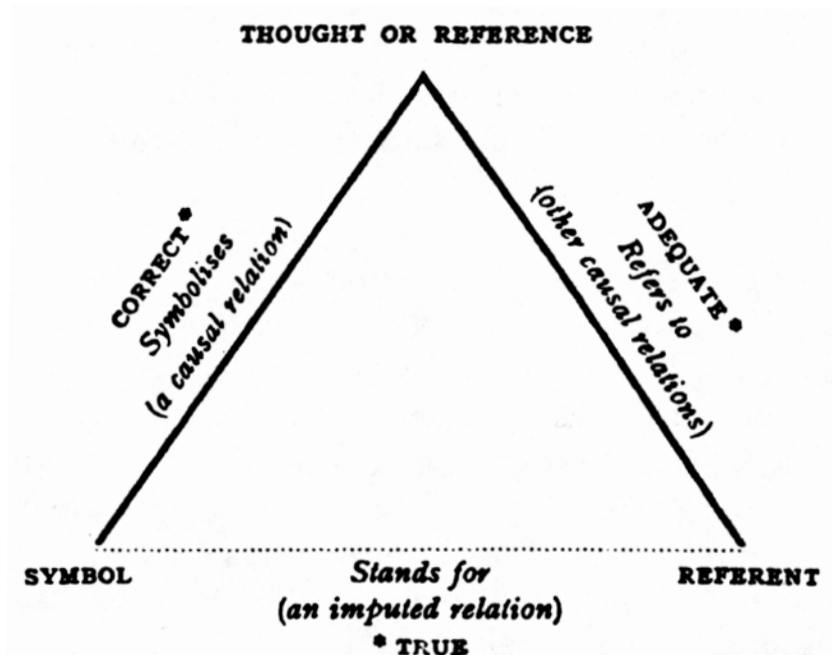 THOUGHT OR REFERENCE
CORRECT*
Symbolises
(a causal relation)
ADEQUATE*
Refers to
(other causal relations)
SYMBOL
Stands for
(an imputed relation)
* TRUE
REFERENT